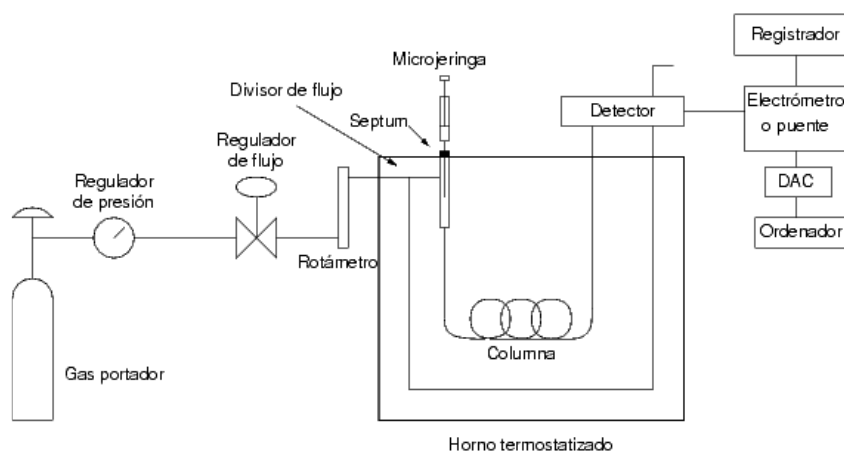 Registrador
Microjeringa
Divisor de flujo
Detector
Electrómetro
o puente
Septum
Regulador
de flujo
Regulador
de presión
DAC
Ordenador
Rotámetro
Columna
Gas portador
Horno termostatizado